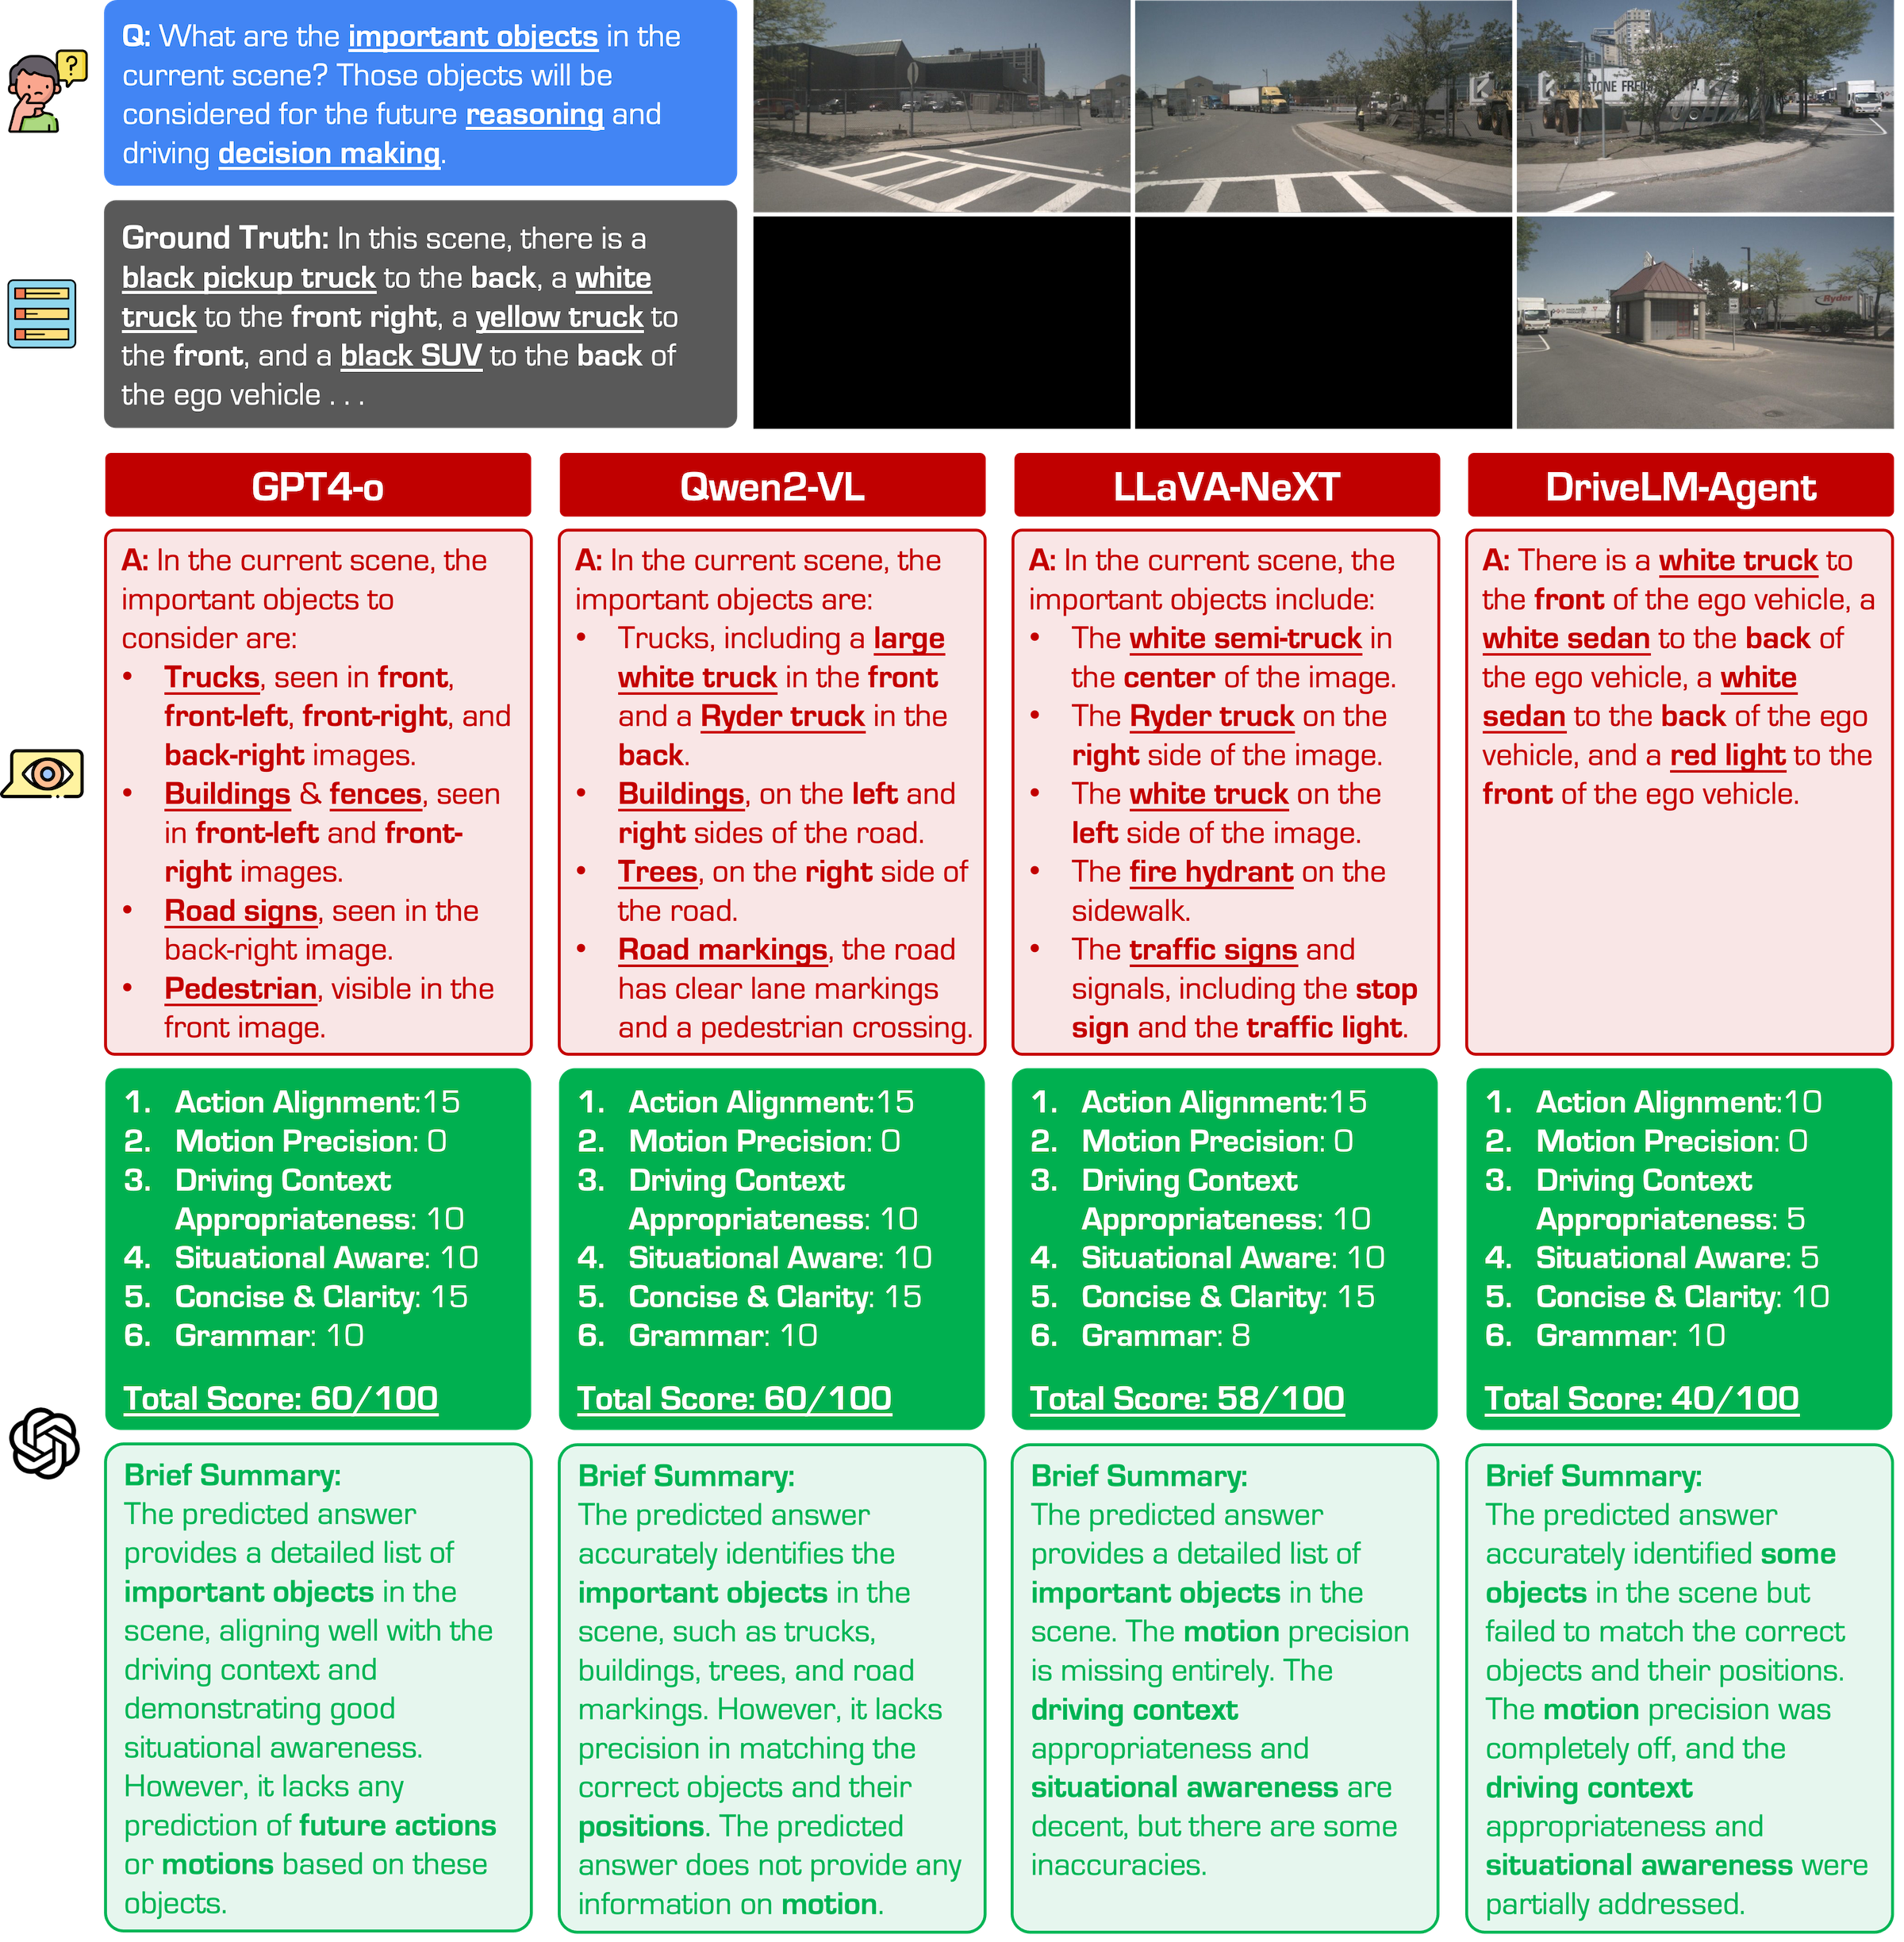 Q: What are the important objects in the
current scene? Those objects will be
considered for the future reasoning and
driving decision making.
?
STONE FREI
Ryder
Ground Truth: In this scene, there is a
black pickup truck to the back, a white
truck to the front right, a yellow truck to
the front, and a black SUV to the back of
the ego vehicle . . .
GPT4-o
A: In the current scene, the
important objects to
consider are:
• Trucks, seen in front,
front-left, front-right, and
back-right images.
• Buildings & fences, seen
in front-left and front-
right images.
• Road signs, seen in the
back-right image.
• Pedestrian, visible in the
front image.
1. Action Alignment:15
2. Motion Precision: 0
3. Driving Context
Appropriateness: 10
4. Situational Aware: 10
5. Concise & Clarity: 15
6. Grammar: 10
Total Score: 60/100
Brief Summary:
The predicted answer
provides a detailed list of
important objects in the
scene, aligning well with the
driving context and
demonstrating good
situational awareness.
However, it lacks any
prediction of future actions
or motions based on these
objects.
Qwen2-VL
A: In the current scene, the
important objects are:
• Trucks, including a large
white truck in the front
and a Ryder truck in the
back.
• Buildings, on the left and
right sides of the road.
• Trees, on the right side of
the road.
• Road markings, the road
has clear lane markings
and a pedestrian crossing.
1. Action Alignment:15
2. Motion Precision: 0
3. Driving Context
Appropriateness: 10
4. Situational Aware: 10
5. Concise & Clarity: 15
6. Grammar: 10
Total Score: 60/100
Brief Summary:
The predicted answer
accurately identifies the
important objects in the
scene, such as trucks,
buildings, trees, and road
markings. However, it lacks
precision in matching the
correct objects and their
positions. The predicted
answer does not provide any
information on motion.
LLaVA-NeXT
A: In the current scene, the
important objects include:
• The white semi-truck in
the center of the image.
• The Ryder truck on the
right side of the image.
• The white truck on the
left side of the image.
• The fire hydrant on the
sidewalk.
• The traffic signs and
signals, including the stop
sign and the traffic light.
1. Action Alignment:15
2. Motion Precision: 0
3. Driving Context
Appropriateness: 10
4. Situational Aware: 10
5. Concise & Clarity: 15
6. Grammar: 8
Total Score: 58/100
Brief Summary:
The predicted answer
provides a detailed list of
important objects in the
scene. The motion precision
is missing entirely. The
driving context
appropriateness and
situational awareness are
decent, but there are some
inaccuracies.
DriveLM-Agent
A: There is a white truck to
the front of the ego vehicle, a
white sedan to the back of
the ego vehicle, a white
sedan to the back of the ego
vehicle, and a red light to the
front of the ego vehicle.
1. Action Alignment:10
2. Motion Precision: 0
3. Driving Context
Appropriateness: 5
4. Situational Aware: 5
5. Concise & Clarity: 10
6. Grammar: 10
Total Score: 40/100
Brief Summary:
The predicted answer
accurately identified some
objects in the scene but
failed to match the correct
objects and their positions.
The motion precision was
completely off, and the
driving context
appropriateness and
situational awareness were
partially addressed.